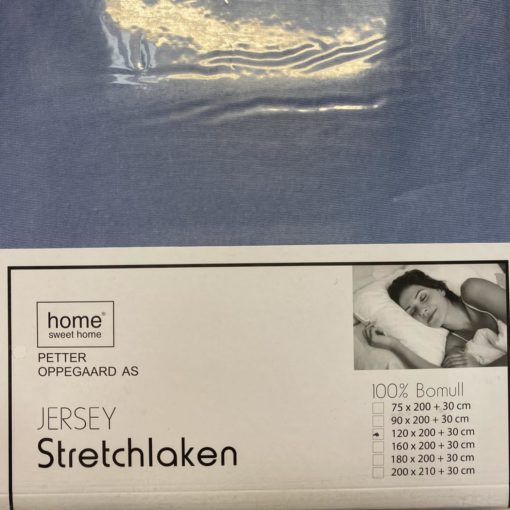 home®
sweet home
PETTER
OPPEGAARD AS
JERSEY
Stretchlaken
100% Bomull
75 x 200 + 30 cm
90 x 200 + 30 cm
120 x 200 + 30 cm
160 x 200 + 30 cm
180 x 200 + 30 cm
200 x 210 + 30 cm